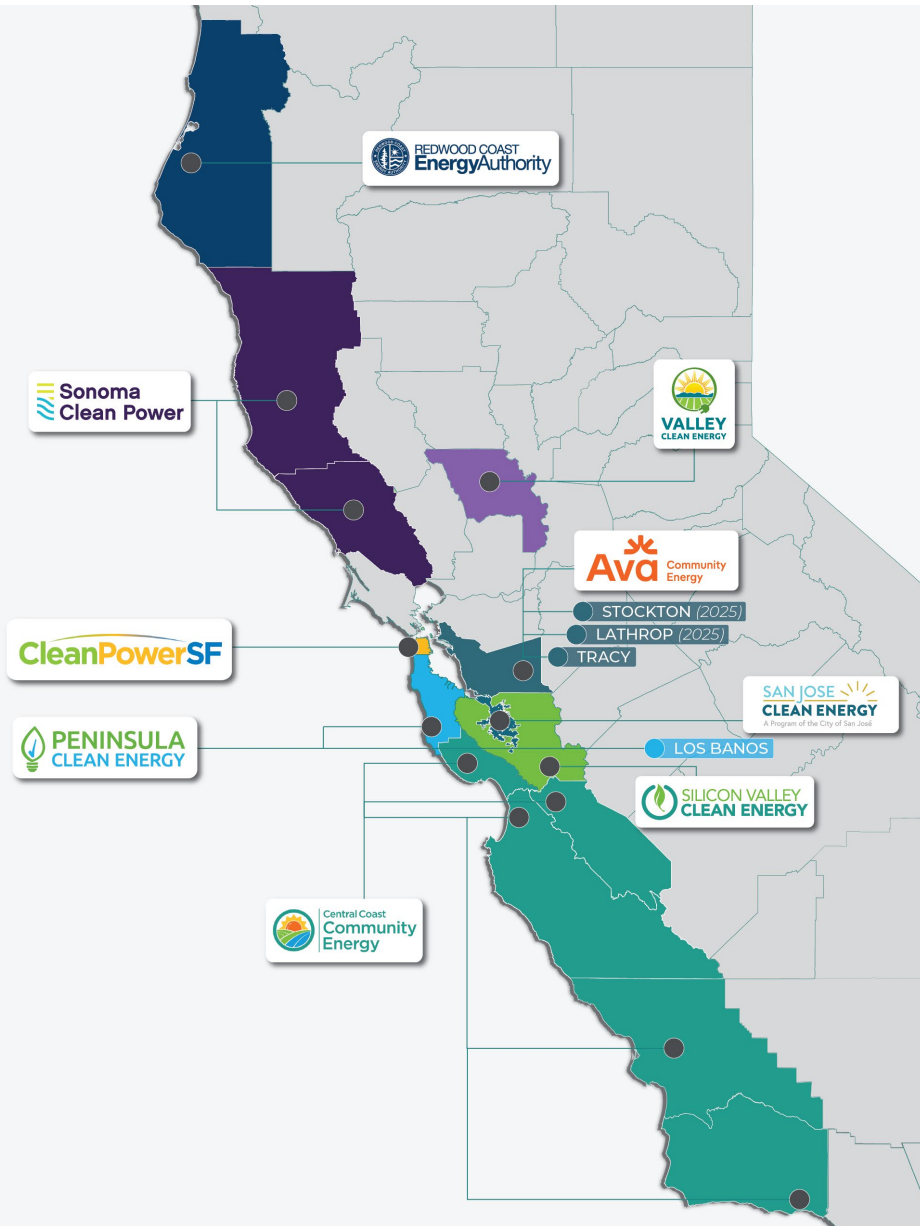 REDWOOD COAST
EnergyAuthority
Sonoma
Clean Power
VALLEY
CLEAN ENERGY
Ava Community
Energy
STOCKTON (2025)
LATHROP (2025)
TRACY
CleanPowerSF
SAN JOSE
CLEAN ENERGY
A Program of the City of San José
PENINSULA
CLEAN ENERGY
LOS BANOS
SILICON VALLEY
CLEAN ENERGY
Central Coast
Community
Energy